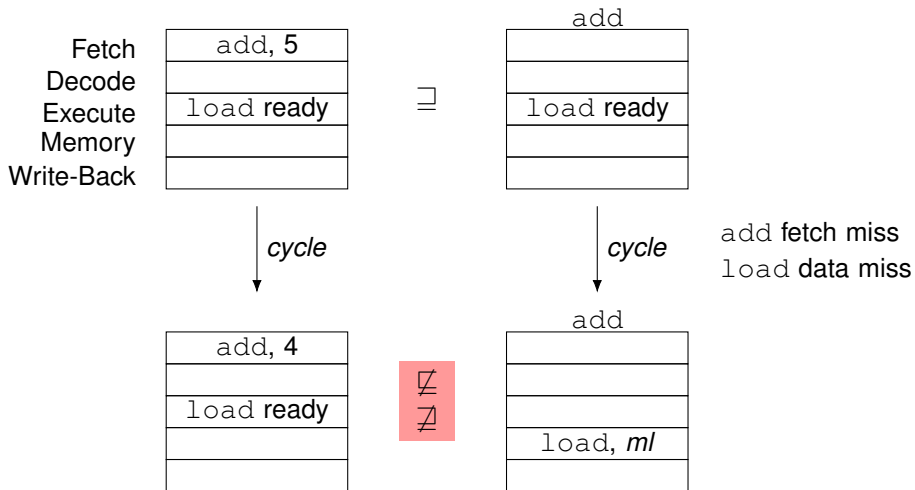 add
Fetch add, 5
Decode
Execute load ready ⊒ load ready
Memory
Write-Back
cycle cycle
add fetch miss
load data miss
add
add, 4
⋢
load ready ⋣
load, ml